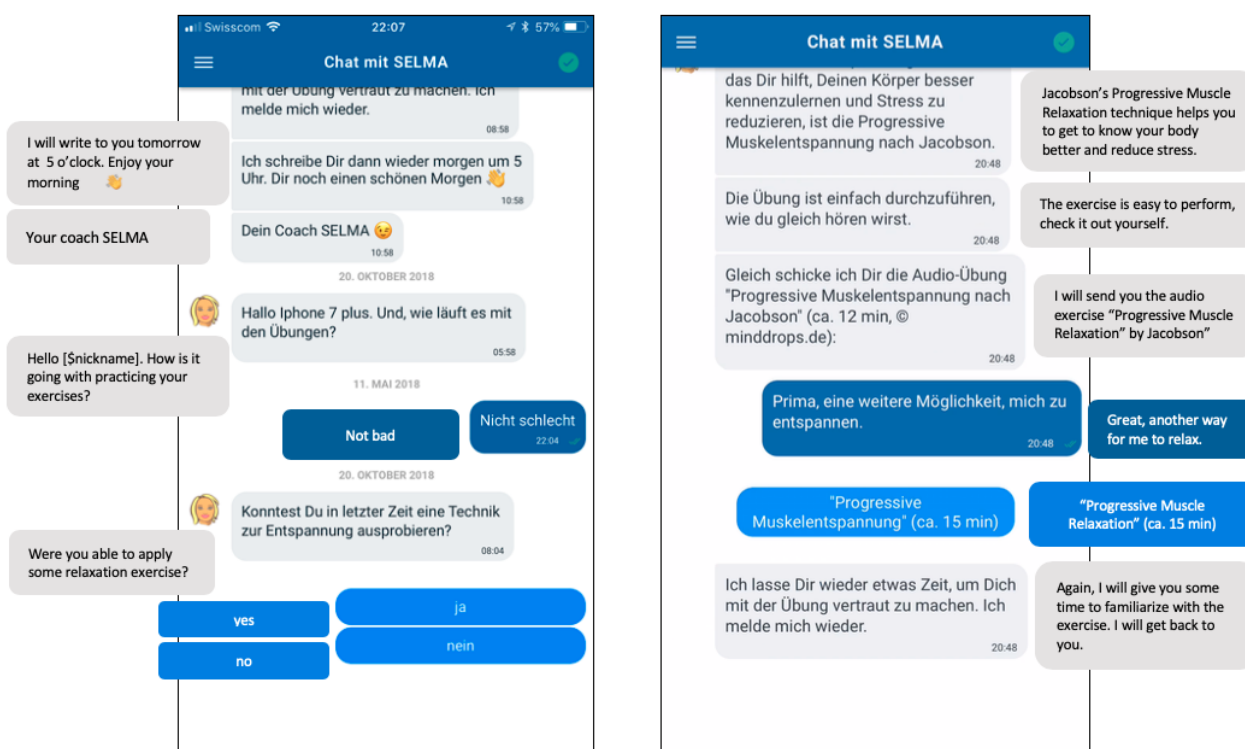 Swisscom 22:07 57%
Chat mit SELMA
mit der Übung vertraut zu machen. Ich
melde mich wieder.
08:58
I will write to you tomorrow
at 5 o'clock. Enjoy your
morning 👋
Ich schreibe Dir dann wieder morgen um 5
Uhr. Dir noch einen schönen Morgen 👋
10:58
Your coach SELMA
Dein Coach SELMA 😉
10:58
20. OKTOBER 2018
Hallo Iphone 7 plus. Und, wie läuft es mit
den Übungen?
05:58
Hello [$nickname]. How is it
going with practicing your
exercises?
11. MAI 2018
Not bad
Nicht schlecht
22:04
20. OKTOBER 2018
Konntest Du in letzter Zeit eine Technik
zur Entspannung ausprobieren?
08:04
Were you able to apply
some relaxation exercise?
yes
ja
no
nein
Chat mit SELMA
das Dir hilft, Deinen Körper besser
kennenzulernen und Stress zu
reduzieren, ist die Progressive
Muskelentspannung nach Jacobson.
20:48
Jacobson's Progressive Muscle
Relaxation technique helps you
to get to know your body
better and reduce stress.
Die Übung ist einfach durchzuführen,
wie du gleich hören wirst.
20:48
The exercise is easy to perform,
check it out yourself.
Gleich schicke ich Dir die Audio-Übung
"Progressive Muskelentspannung nach
Jacobson" (ca. 12 min, ©
minddrops.de):
20:48
I will send you the audio
exercise “Progressive Muscle
Relaxation” by Jacobson”
Prima, eine weitere Möglichkeit, mich zu
entspannen.
20:48
Great, another way
for me to relax.
"Progressive
Muskelentspannung" (ca. 15 min)
“Progressive Muscle
Relaxation” (ca. 15 min)
Ich lasse Dir wieder etwas Zeit, um Dich
mit der Übung vertraut zu machen. Ich
melde mich wieder.
20:48
Again, I will give you some
time to familiarize with the
exercise. I will get back to
you.